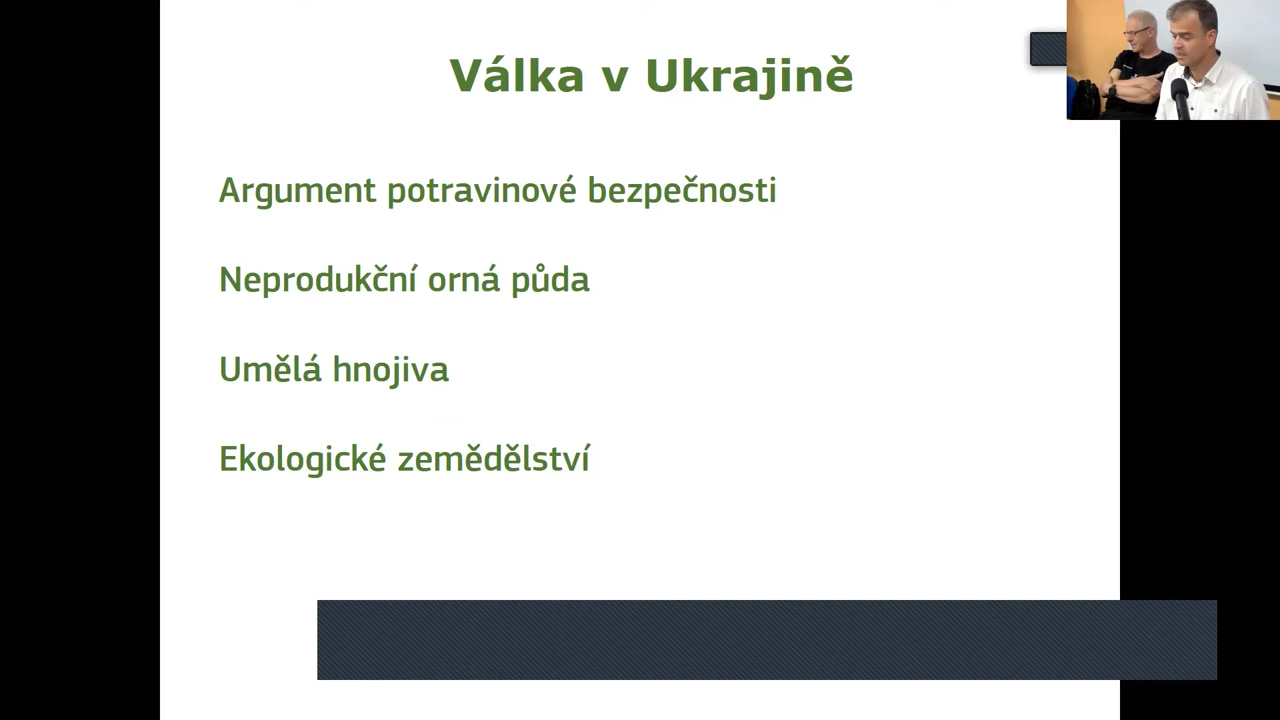 Válka v Ukrajině
Argument potravinové bezpečnosti
Neprodukční orná půda
Umělá hnojiva
Ekologické zemědělství